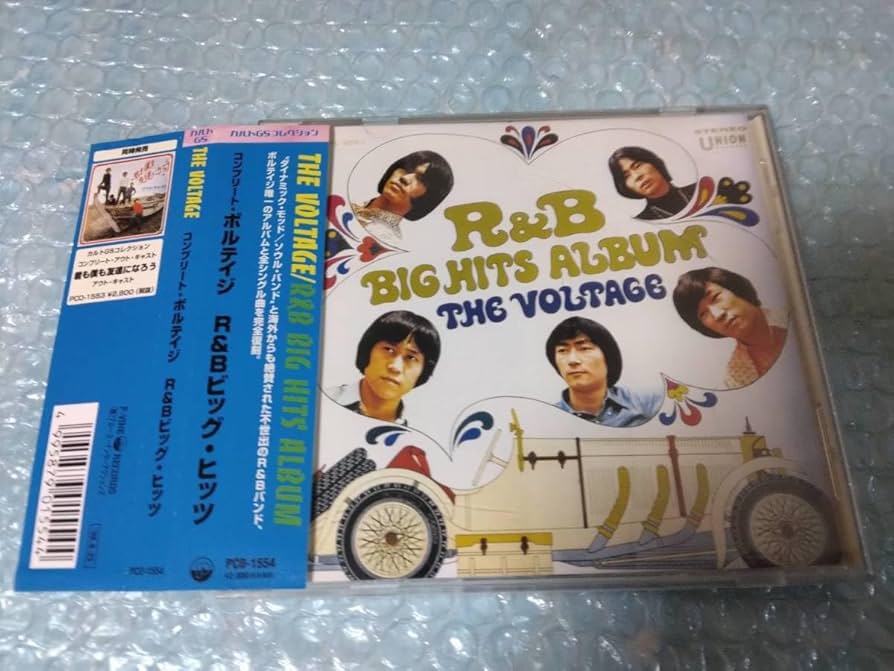 カルトGSコレクション
THE VOLTAGE/R&B BIG HITS ALBUM
“ダイナミック・モッド/ソウル・バンド”と海外からも絶賛された不世出のR&Bバンド、
ボルテイジ唯一のアルバムと全シングル曲を完全復刻。
コンプリート・ボルテイジ R&Bビッグ・ヒッツ
PCD-1554
カルト
GS
THE VOLTAGE
コンプリート・ボルテイジ R&Bビッグ・ヒッツ
P-VINE RECORDS
PCD-1554
同時発売
カルトGSコレクション
コンプリート・アウト・キャスト
君も僕も友達になろう
アウト・キャスト
PCD-1553 ¥2,800(税抜)
STEREO
UNION
R&B
BIG HITS ALBUM
THE VOLTAGE